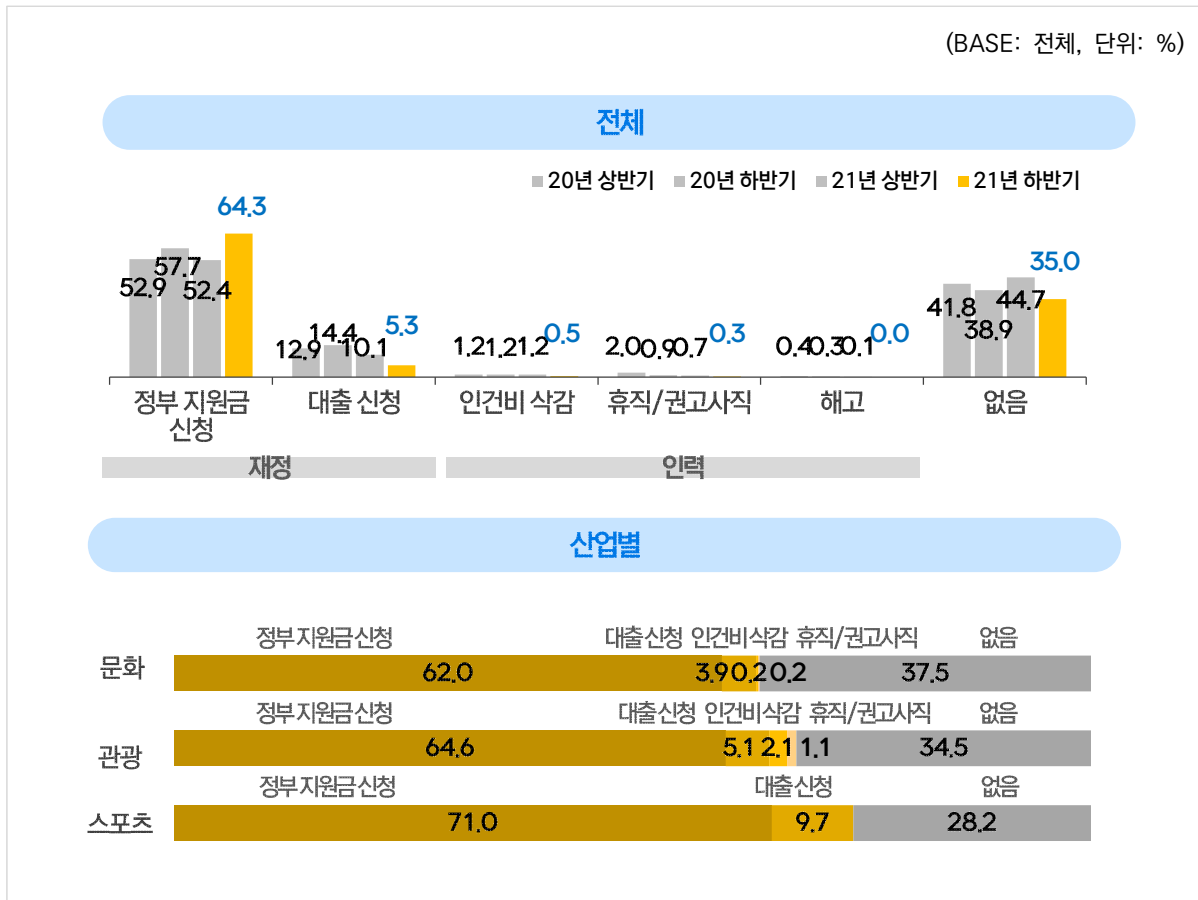 (BASE: 전체, 단위: %)
전체
20년 상반기 20년 하반기 21년 상반기 21년 하반기
52.9 57.7 52.4 64.3
12.9 14.4 10.1 5.3
1.2 1.2 1.2 0.5
2.0 0.9 0.7 0.3
0.4 0.3 0.1 0.0
41.8 38.9 44.7 35.0
정부 지원금 대출 신청 인건비 삭감 휴직/권고사직 해고 없음
신청
재정 인력
산업별
정부 지원금 신청 대출 신청 인건비 삭감 휴직/권고사직 없음
문화 62.0 3.9 0.2 0.2 37.5
정부 지원금 신청 대출 신청 인건비 삭감 휴직/권고사직 없음
관광 64.6 5.1 2.1 1.1 34.5
정부 지원금 신청 대출 신청 없음
스포츠 71.0 9.7 28.2